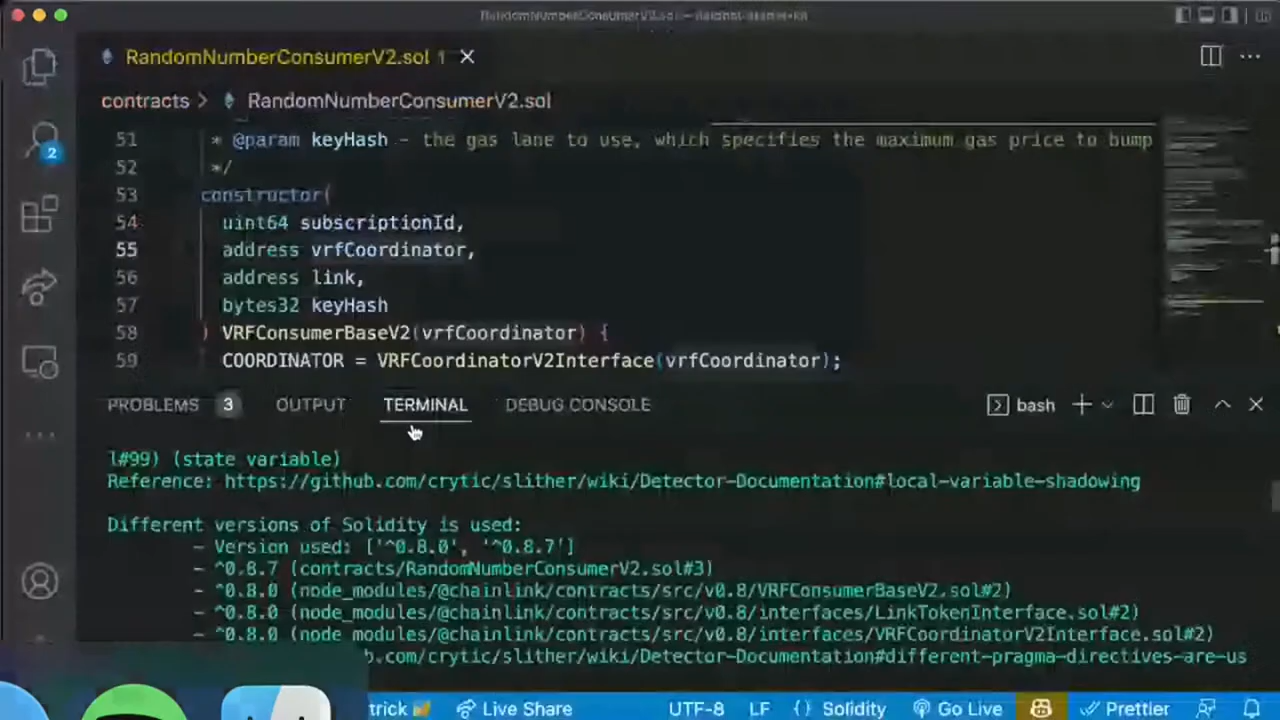 RandomNumberConsumerV2.sol
RandomNumberConsumerV2.sol 1
contracts > RandomNumberConsumerV2.sol
51 * @param keyHash - the gas lane to use, which specifies the maximum gas price to bump
52 */
53 constructor(
54 uint64 subscriptionId,
55 address vrfCoordinator,
56 address link,
57 bytes32 keyHash
58 ) VRFConsumerBaseV2(vrfCoordinator) {
59 COORDINATOR = VRFCoordinatorV2Interface(vrfCoordinator);
2
PROBLEMS 3 OUTPUT TERMINAL DEBUG CONSOLE bash
l#99) (state variable)
Reference: https://github.com/crytic/slither/wiki/Detector-Documentation#local-variable-shadowing
Different versions of Solidity is used:
- Version used: ['^0.8.0', '^0.8.7']
- ^0.8.7 (contracts/RandomNumberConsumerV2.sol#3)
- ^0.8.0 (node_modules/@chainlink/contracts/src/v0.8/VRFConsumerBaseV2.sol#2)
- ^0.8.0 (node_modules/@chainlink/contracts/src/v0.8/interfaces/LinkTokenInterface.sol#2)
- ^0.8.0 (node_modules/@chainlink/contracts/src/v0.8/interfaces/VRFCoordinatorV2Interface.sol#2)
b.com/crytic/slither/wiki/Detector-Documentation#different-pragma-directives-are-us
trick Live Share UTF-8 LF {} Solidity Go Live Prettier